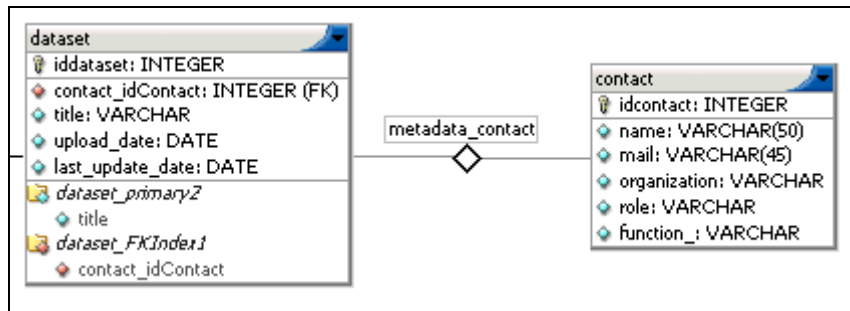 dataset
iddataset: INTEGER
contact_idContact: INTEGER (FK)
title: VARCHAR
upload_date: DATE
last_update_date: DATE
dataset_primary2
title
dataset_FKIndex1
contact_idContact
metadata_contact
contact
idcontact: INTEGER
name: VARCHAR(50)
mail: VARCHAR(45)
organization: VARCHAR
role: VARCHAR
function_: VARCHAR